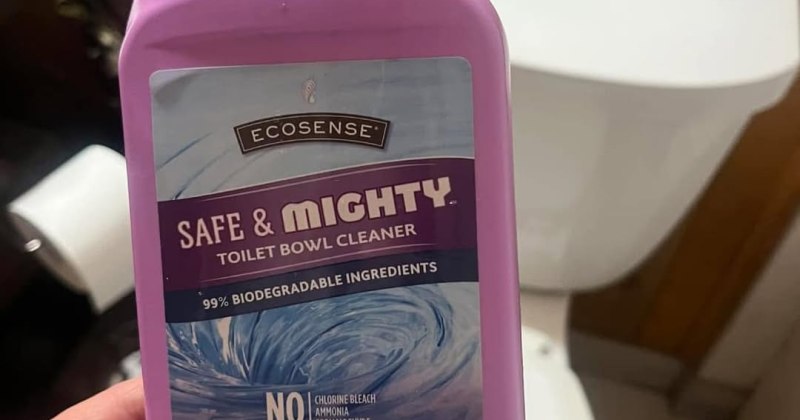 ECOSENSE®
SAFE & MIGHTY
TOILET BOWL CLEANER
99% BIODEGRADABLE INGREDIENTS
NO
CHLORINE BLEACH
AMMONIA